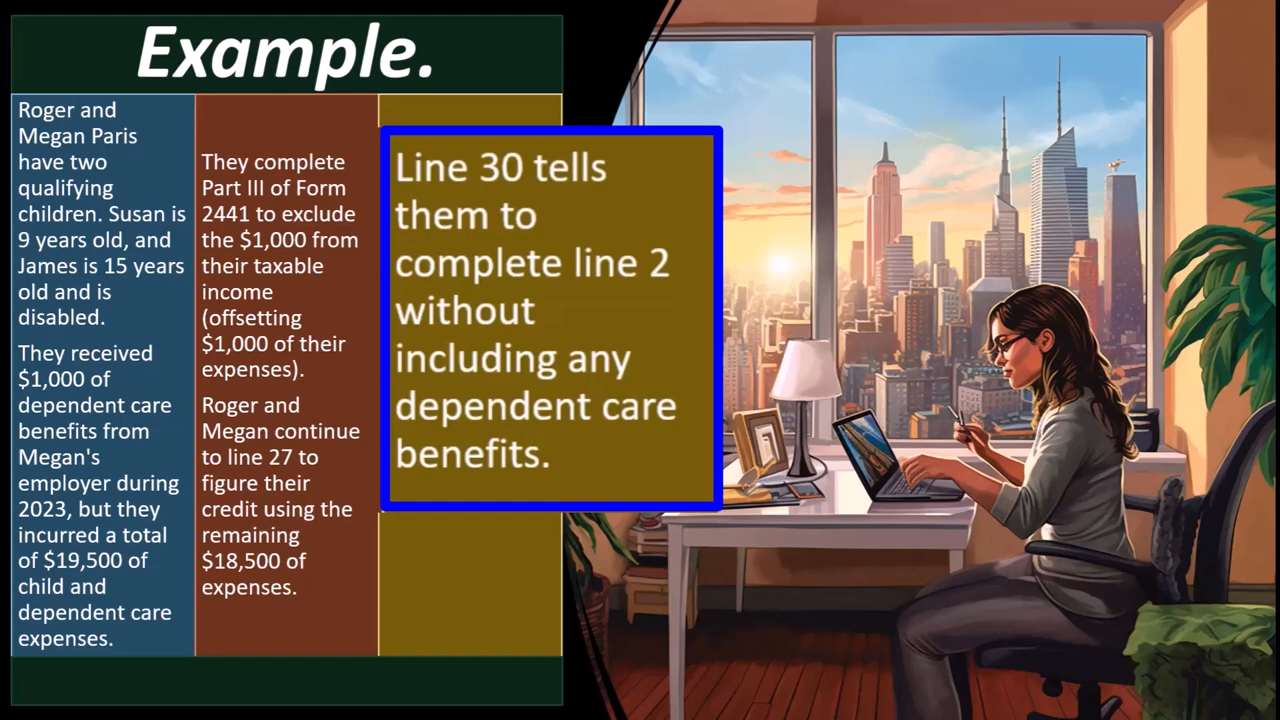 Example.
Roger and
Megan Paris
have two
qualifying
children. Susan is
9 years old, and
James is 15 years
old and is
disabled.
They received
$1,000 of
dependent care
benefits from
Megan's
employer during
2023, but they
incurred a total
of $19,500 of
child and
dependent care
expenses.
They complete
Part III of Form
2441 to exclude
the $1,000 from
their taxable
income
(offsetting
$1,000 of their
expenses).
Roger and
Megan continue
to line 27 to
figure their
credit using the
remaining
$18,500 of
expenses.
Line 30 tells
them to
complete line 2
without
including any
dependent care
benefits.